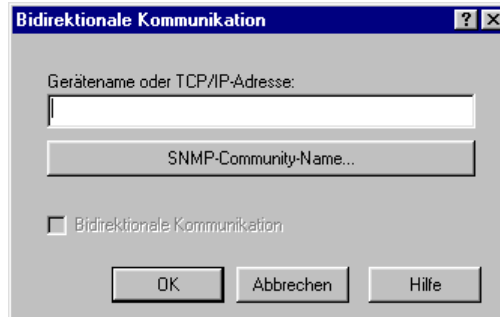 Bidirektionale Kommunikation
Gerätename oder TCP/IP-Adresse:
SNMP-Community-Name...
Bidirektionale Kommunikation
OK Abbrechen Hilfe